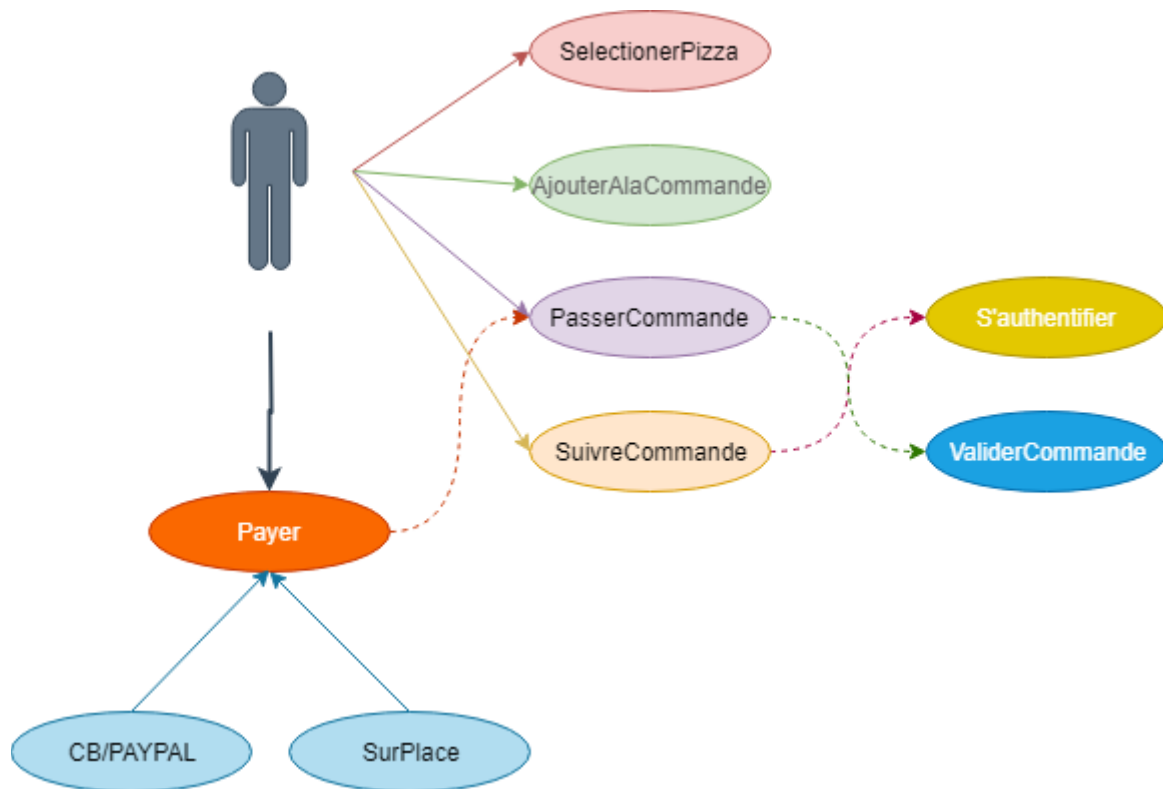 SelectionerPizza
AjouterAlaCommande
PasserCommande
S'authentifier
SuivreCommande
ValiderCommande
Payer
CB/PAYPAL
SurPlace